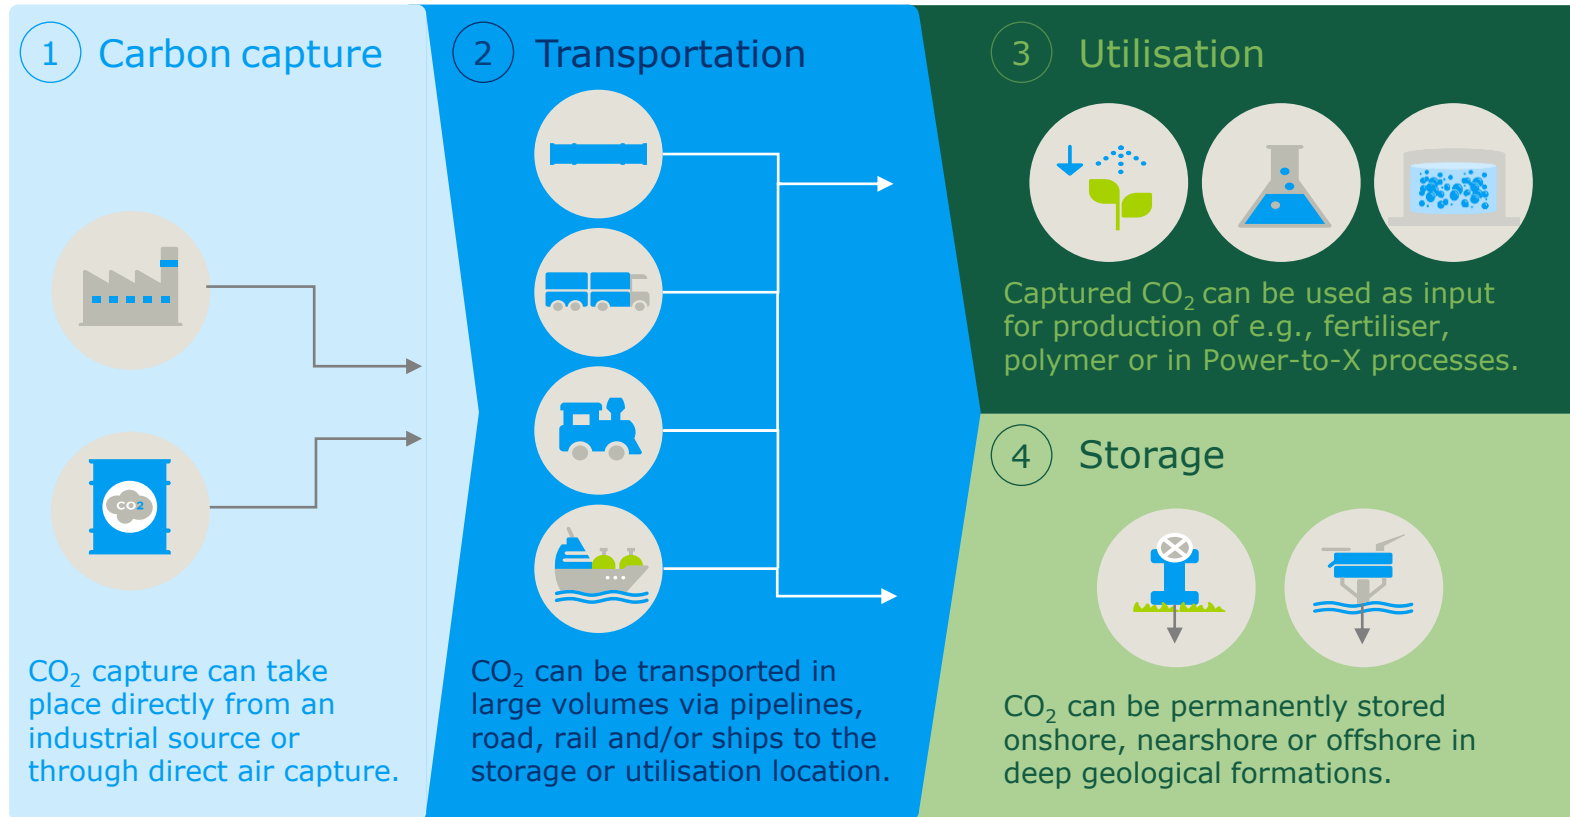 1 Carbon capture
CO2
CO₂ capture can take
place directly from an
industrial source or
through direct air capture.
2 Transportation
CO₂ can be transported in
large volumes via pipelines,
road, rail and/or ships to the
storage or utilisation location.
3 Utilisation
Captured CO₂ can be used as input
for production of e.g., fertiliser,
polymer or in Power-to-X processes.
4 Storage
CO₂ can be permanently stored
onshore, nearshore or offshore in
deep geological formations.